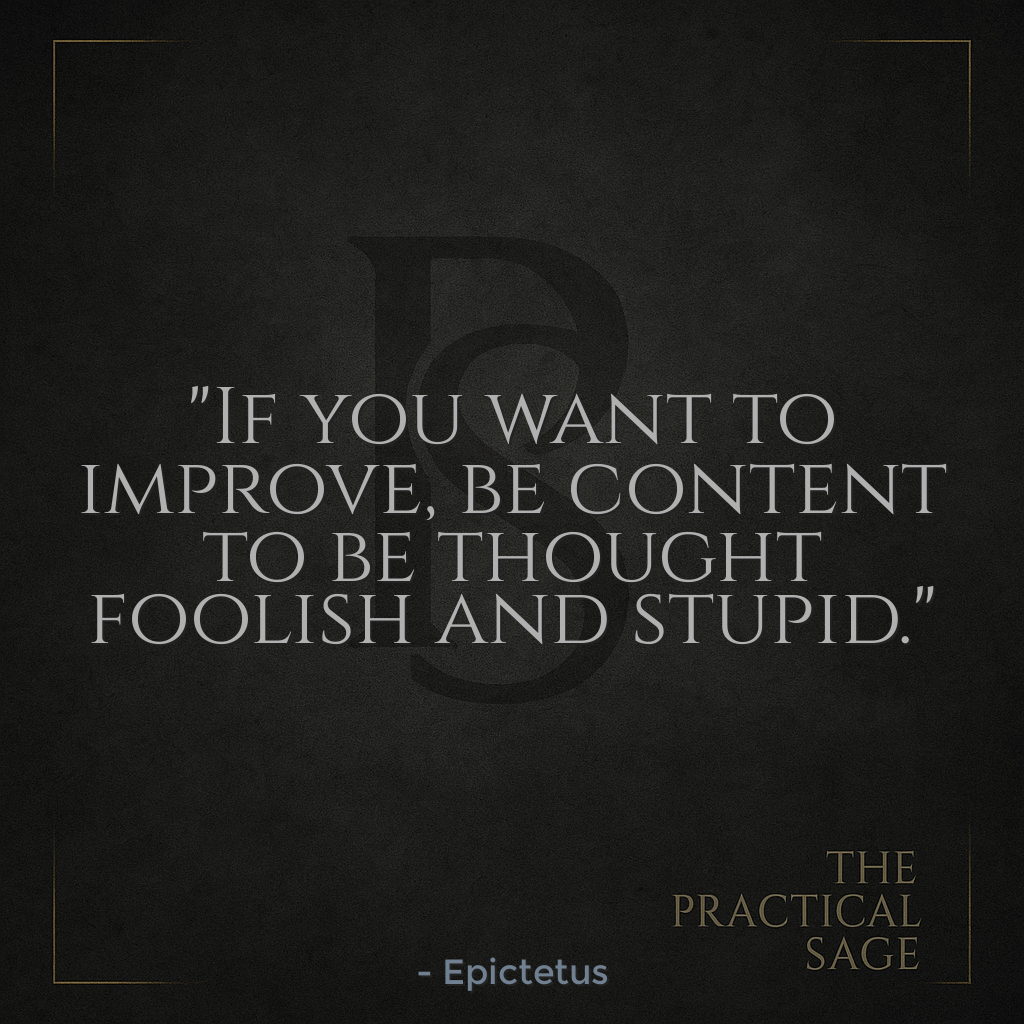 "If you want to
improve, be content
to be thought
foolish and stupid."
THE
PRACTICAL
SAGE
- Epictetus